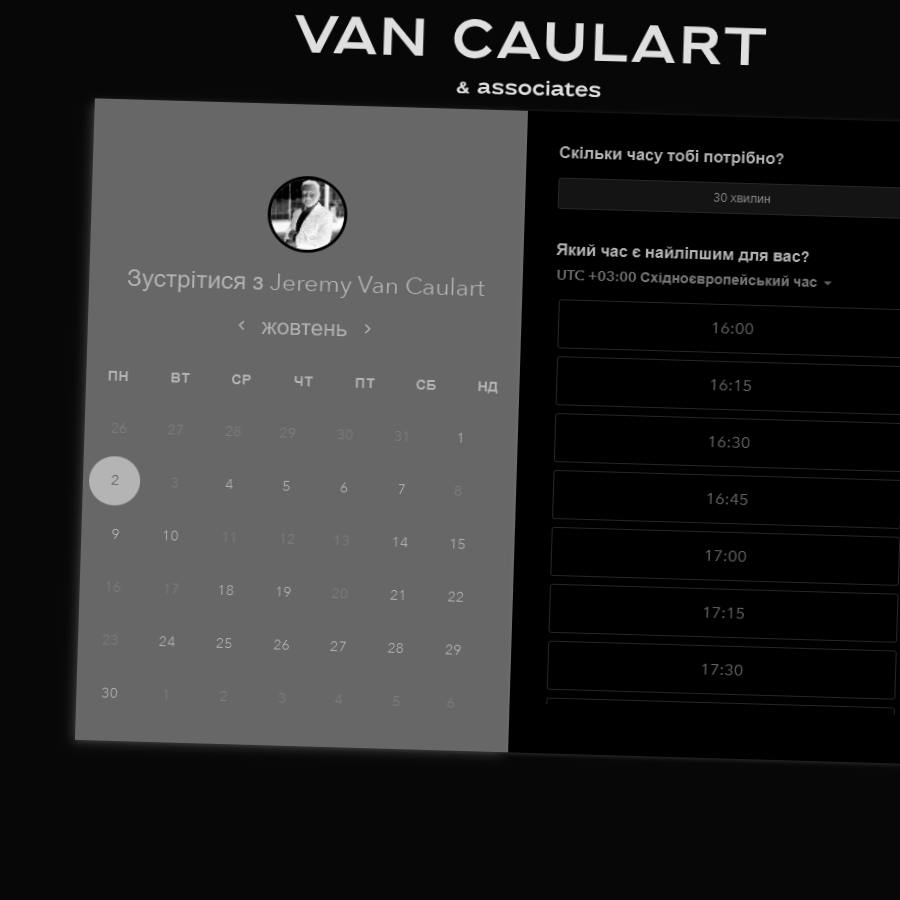 VAN CAULART
& associates
Зустрітися з Jeremy Van Caulart
жовтень
ПН ВТ СР ЧТ ПТ СБ НД
26 27 28 29 30 31 1
2 3 4 5 6 7 8
9 10 11 12 13 14 15
16 17 18 19 20 21 22
23 24 25 26 27 28 29
30 1 2 3 4 5 6
Скільки часу тобі потрібно?
30 хвилин
Який час є найліпшим для вас?
UTC +03:00 Східноєвропейський час
16:00
16:15
16:30
16:45
17:00
17:15
17:30